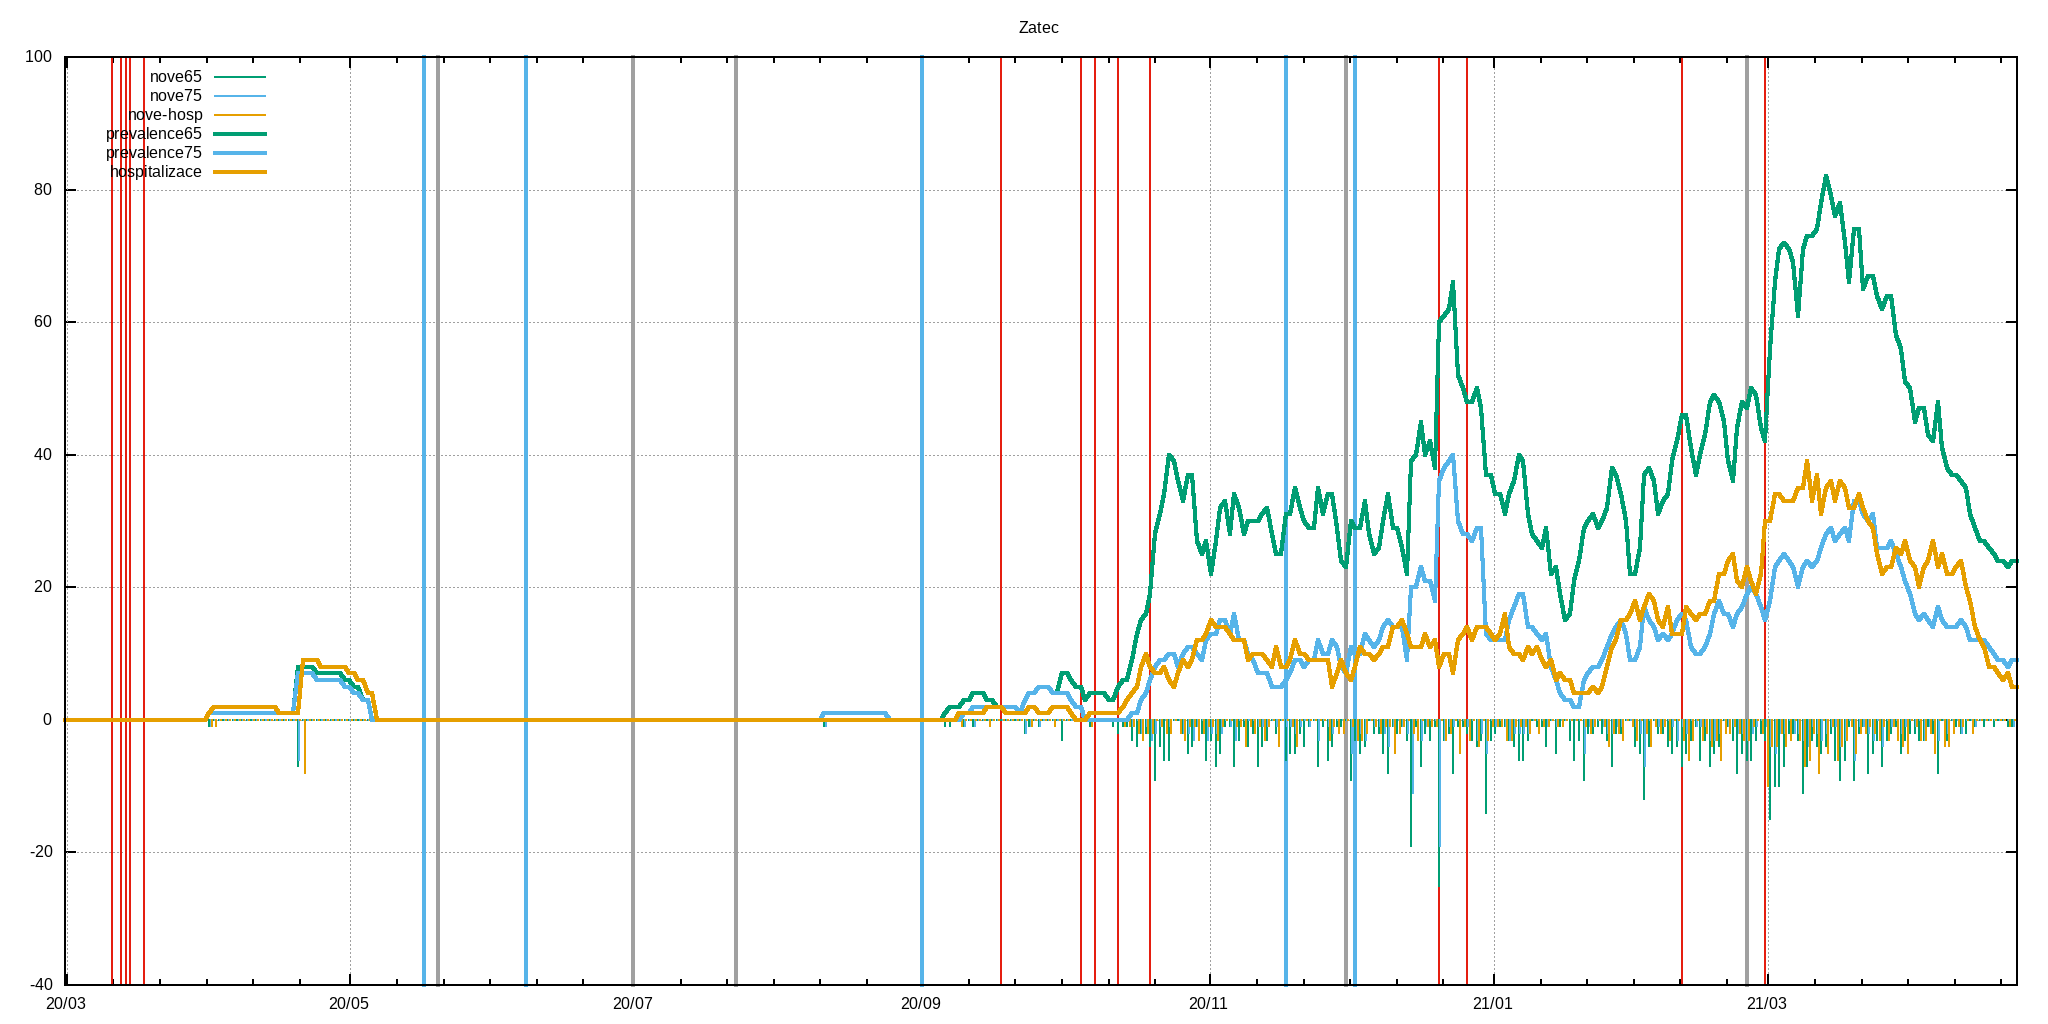 Zatec
100
nove65
nove75
nove-hosp
prevalence65
prevalence75
hospitalizace
80
60
40
20
0
-20
-40
20/03 20/05 20/07 20/09 20/11 21/01 21/03